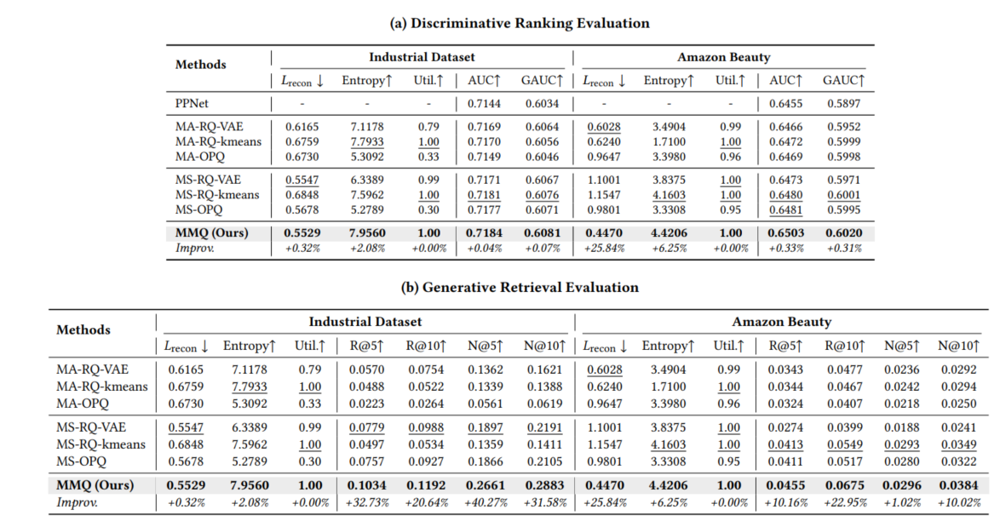 (a) Discriminative Ranking Evaluation
Methods Industrial Dataset Amazon Beauty
L_recon ↓ Entropy↑ Util.↑ AUC↑ GAUC↑ L_recon ↓ Entropy↑ Util.↑ AUC↑ GAUC↑
PPNet - - - 0.7144 0.6034 - - - 0.6455 0.5897
MA-RQ-VAE 0.6165 7.1178 0.79 0.7169 0.6064 0.6028 3.4904 0.99 0.6466 0.5952
MA-RQ-kmeans 0.6759 7.7933 1.00 0.7170 0.6056 0.6240 1.7100 1.00 0.6472 0.5999
MA-OPQ 0.6730 5.3092 0.33 0.7149 0.6046 0.9647 3.3980 0.96 0.6469 0.5998
MS-RQ-VAE 0.5547 6.3389 0.99 0.7171 0.6067 1.1001 3.8375 1.00 0.6473 0.5971
MS-RQ-kmeans 0.6848 7.5962 1.00 0.7181 0.6076 1.1547 4.1603 1.00 0.6480 0.6001
MS-OPQ 0.5678 5.2789 0.30 0.7177 0.6071 0.9801 3.3308 0.95 0.6481 0.5995
MMQ (Ours) 0.5529 7.9560 1.00 0.7184 0.6081 0.4470 4.4206 1.00 0.6503 0.6020
Improv. +0.32% +2.08% +0.00% +0.04% +0.07% +25.84% +6.25% +0.00% +0.33% +0.31%
(b) Generative Retrieval Evaluation
Methods Industrial Dataset Amazon Beauty
L_recon ↓ Entropy↑ Util.↑ R@5↑ R@10↑ N@5↑ N@10↑ L_recon ↓ Entropy↑ Util.↑ R@5↑ R@10↑ N@5↑ N@10↑
MA-RQ-VAE 0.6165 7.1178 0.79 0.0570 0.0754 0.1362 0.1621 0.6028 3.4904 0.99 0.0343 0.0477 0.0236 0.0292
MA-RQ-kmeans 0.6759 7.7933 1.00 0.0488 0.0522 0.1339 0.1388 0.6240 1.7100 1.00 0.0344 0.0467 0.0242 0.0294
MA-OPQ 0.6730 5.3092 0.33 0.0223 0.0264 0.0561 0.0619 0.9647 3.3980 0.96 0.0324 0.0407 0.0218 0.0250
MS-RQ-VAE 0.5547 6.3389 0.99 0.0779 0.0988 0.1897 0.2191 1.1001 3.8375 1.00 0.0274 0.0399 0.0188 0.0241
MS-RQ-kmeans 0.6848 7.5962 1.00 0.0497 0.0534 0.1359 0.1411 1.1547 4.1603 1.00 0.0413 0.0549 0.0293 0.0349
MS-OPQ 0.5678 5.2789 0.30 0.0757 0.0927 0.1866 0.2105 0.9801 3.3308 0.95 0.0411 0.0517 0.0280 0.0322
MMQ (Ours) 0.5529 7.9560 1.00 0.1034 0.1192 0.2661 0.2883 0.4470 4.4206 1.00 0.0455 0.0675 0.0296 0.0384
Improv. +0.32% +2.08% +0.00% +32.73% +20.64% +40.27% +31.58% +25.84% +6.25% +0.00% +10.16% +22.95% +1.02% +10.02%